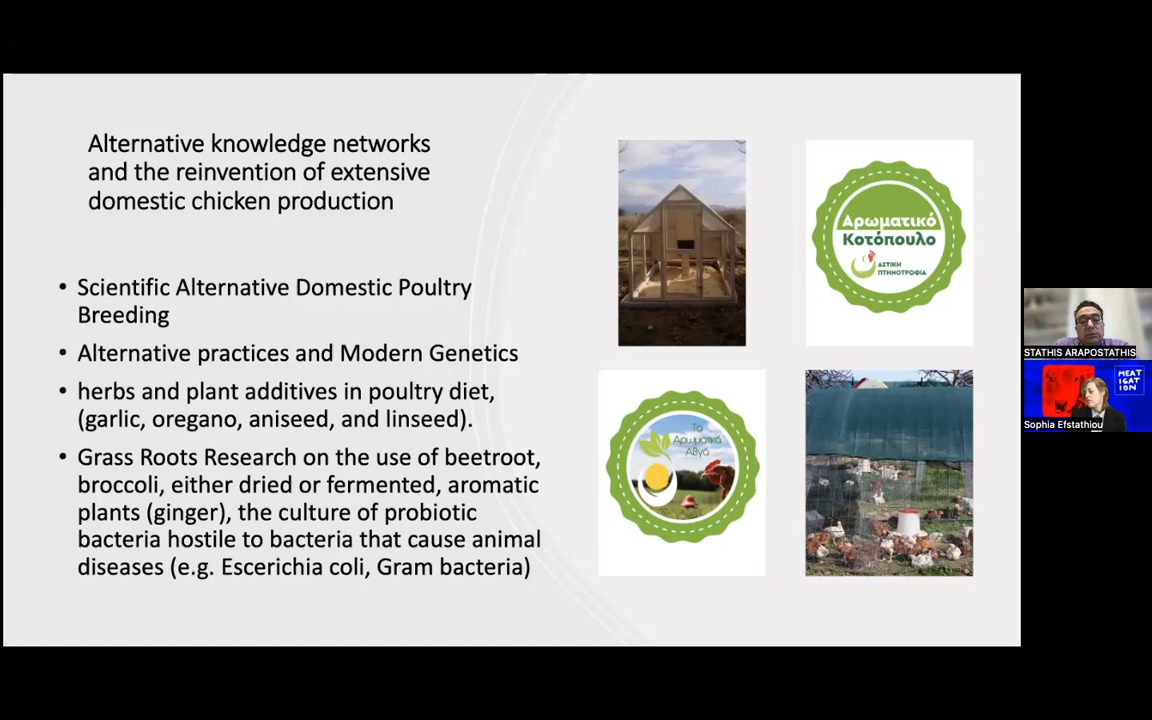 Alternative knowledge networks
and the reinvention of extensive
domestic chicken production
• Scientific Alternative Domestic Poultry
Breeding
• Alternative practices and Modern Genetics
• herbs and plant additives in poultry diet,
(garlic, oregano, aniseed, and linseed).
• Grass Roots Research on the use of beetroot,
broccoli, either dried or fermented, aromatic
plants (ginger), the culture of probiotic
bacteria hostile to bacteria that cause animal
diseases (e.g. Escerichia coli, Gram bacteria)
Αρωματικό
Κοτόπουλο
ΑΣΤΙΚΗ
ΠΤΗΝΟΤΡΟΦΙΑ
Τα
Αρωματικά
Αβγά
STATHIS ARAPOSTATHIS
MEAT
IGAT
ION
Sophia Efstathiou